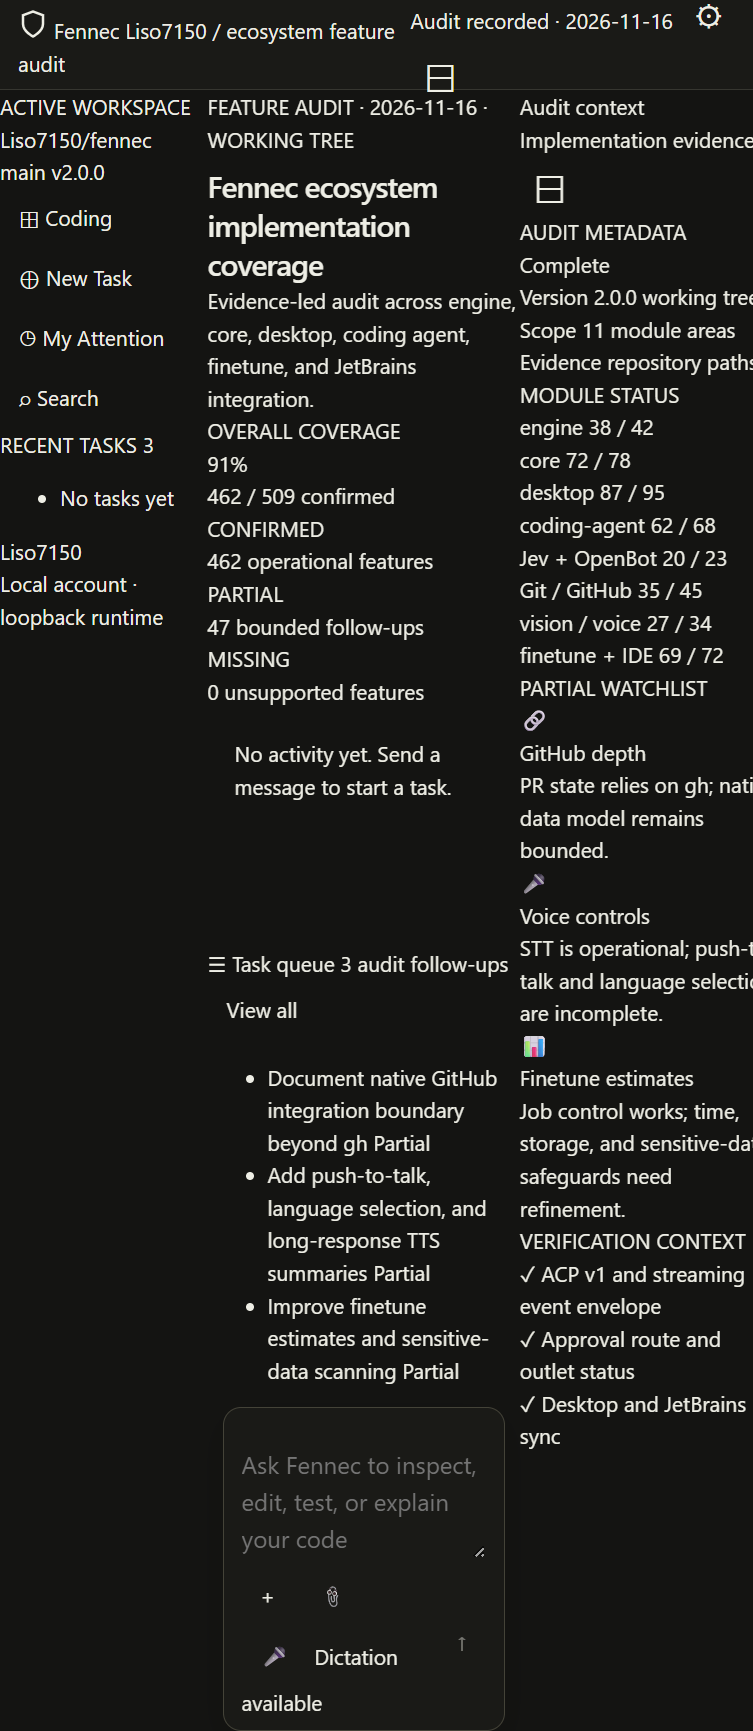 Fennec Liso7150 / ecosystem feature
audit
Audit recorded · 2026-11-16
ACTIVE WORKSPACE
Liso7150/fennec
main v2.0.0
Coding
New Task
My Attention
Search
RECENT TASKS 3
• No tasks yet
Liso7150
Local account ·
loopback runtime
FEATURE AUDIT · 2026-11-16 ·
WORKING TREE
Fennec ecosystem
implementation
coverage
Evidence-led audit across engine,
core, desktop, coding agent,
finetune, and JetBrains
integration.
OVERALL COVERAGE
91%
462 / 509 confirmed
CONFIRMED
462 operational features
PARTIAL
47 bounded follow-ups
MISSING
0 unsupported features
No activity yet. Send a
message to start a task.
☰ Task queue 3 audit follow-ups
View all
• Document native GitHub
integration boundary
beyond gh Partial
• Add push-to-talk,
language selection, and
long-response TTS
summaries Partial
• Improve finetune
estimates and sensitive-
data scanning Partial
Ask Fennec to inspect,
edit, test, or explain
your code
+
Dictation
↑
available
Audit context
Implementation evidence
AUDIT METADATA
Complete
Version 2.0.0 working tree
Scope 11 module areas
Evidence repository paths
MODULE STATUS
engine 38 / 42
core 72 / 78
desktop 87 / 95
coding-agent 62 / 68
Jev + OpenBot 20 / 23
Git / GitHub 35 / 45
vision / voice 27 / 34
finetune + IDE 69 / 72
PARTIAL WATCHLIST
GitHub depth
PR state relies on gh; nati
data model remains
bounded.
Voice controls
STT is operational; push-t
talk and language selectio
are incomplete.
Finetune estimates
Job control works; time,
storage, and sensitive-dat
safeguards need
refinement.
VERIFICATION CONTEXT
✓ ACP v1 and streaming
event envelope
✓ Approval route and
outlet status
✓ Desktop and JetBrains
sync